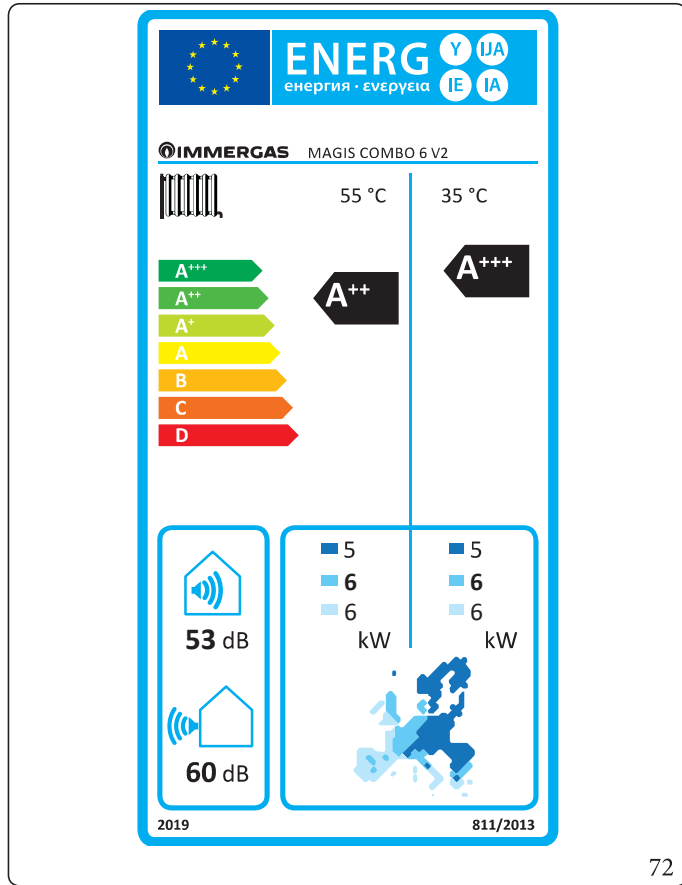 ENERG
енергия · ενεργεια
Y IJA
IE IA
IMMERGAS MAGIS COMBO 6 V2
55 °C 35 °C
A+++
A++
A+
A
B
C
D
A++
A+++
53 dB
60 dB
5
6
6
kW
5
6
6
kW
2019 811/2013
72